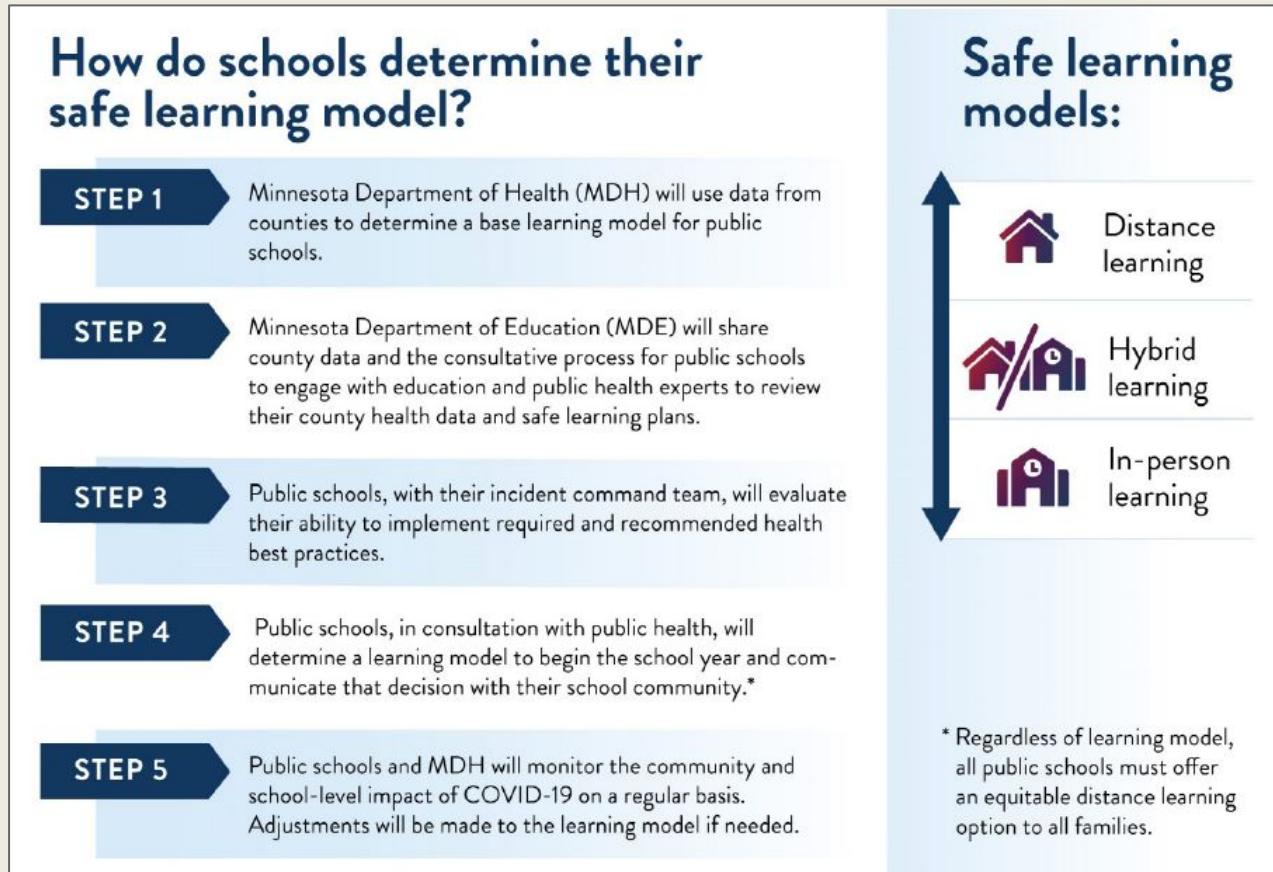 How do schools determine their
safe learning model?
STEP 1
Minnesota Department of Health (MDH) will use data from
counties to determine a base learning model for public
schools.
STEP 2
Minnesota Department of Education (MDE) will share
county data and the consultative process for public schools
to engage with education and public health experts to review
their county health data and safe learning plans.
STEP 3
Public schools, with their incident command team, will evaluate
their ability to implement required and recommended health
best practices.
STEP 4
Public schools, in consultation with public health, will
determine a learning model to begin the school year and com-
municate that decision with their school community.*
STEP 5
Public schools and MDH will monitor the community and
school-level impact of COVID-19 on a regular basis.
Adjustments will be made to the learning model if needed.
Safe learning
models:
Distance
learning
Hybrid
learning
In-person
learning
* Regardless of learning model,
all public schools must offer
an equitable distance learning
option to all families.